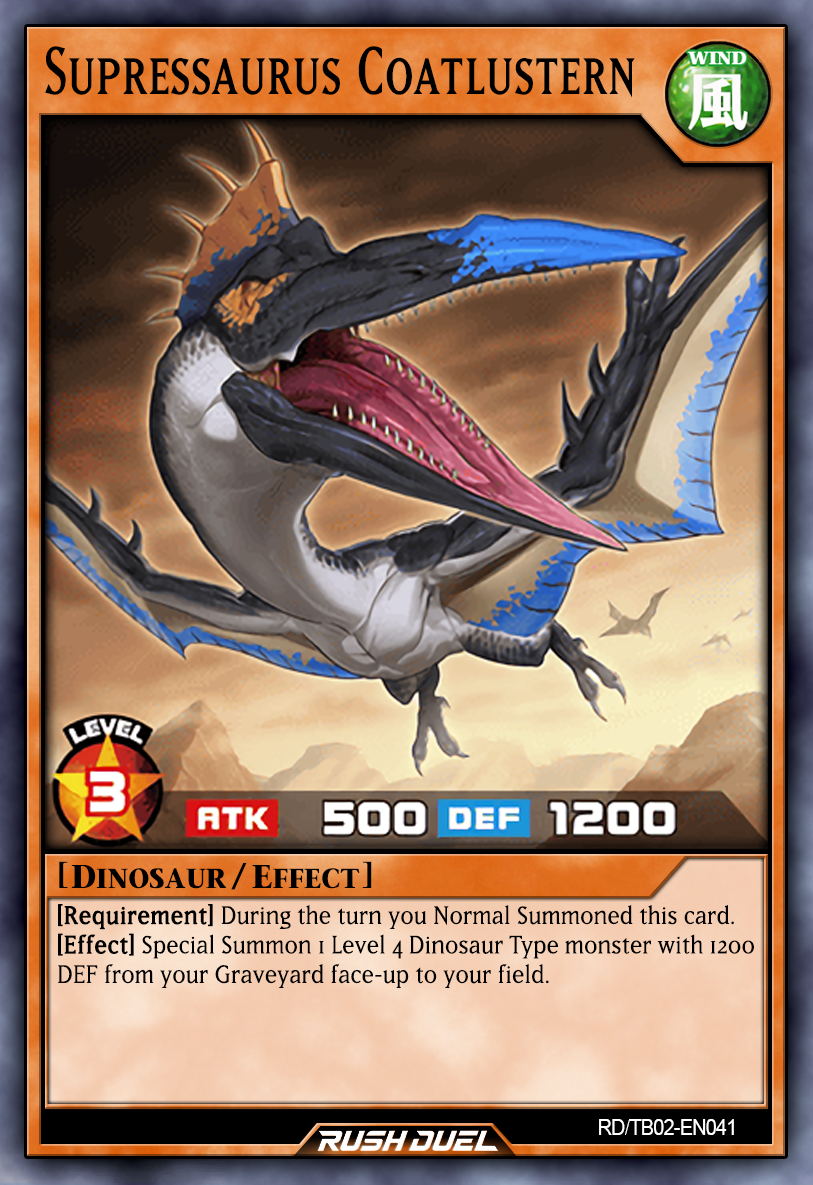 Supressaurus Coatlustern
WIND
風
LEVEL
3
ATK 500 DEF 1200
[Dinosaur / Effect]
[Requirement] During the turn you Normal Summoned this card.
[Effect] Special Summon 1 Level 4 Dinosaur Type monster with 1200
DEF from your Graveyard face-up to your field.
RD/TB02-EN041
RUSH DUEL